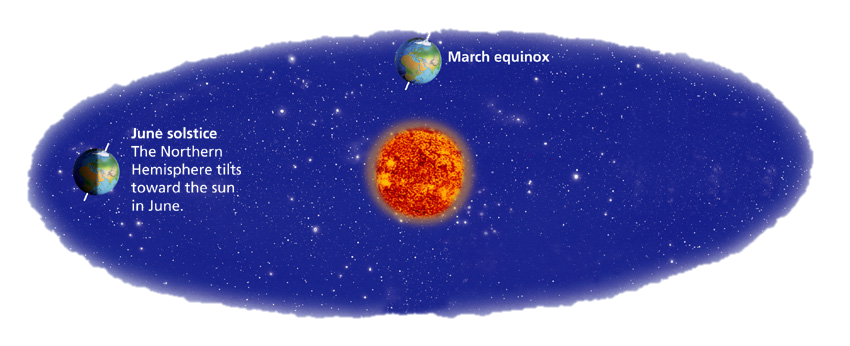 March equinox
June solstice
The Northern
Hemisphere tilts
toward the sun
in June.